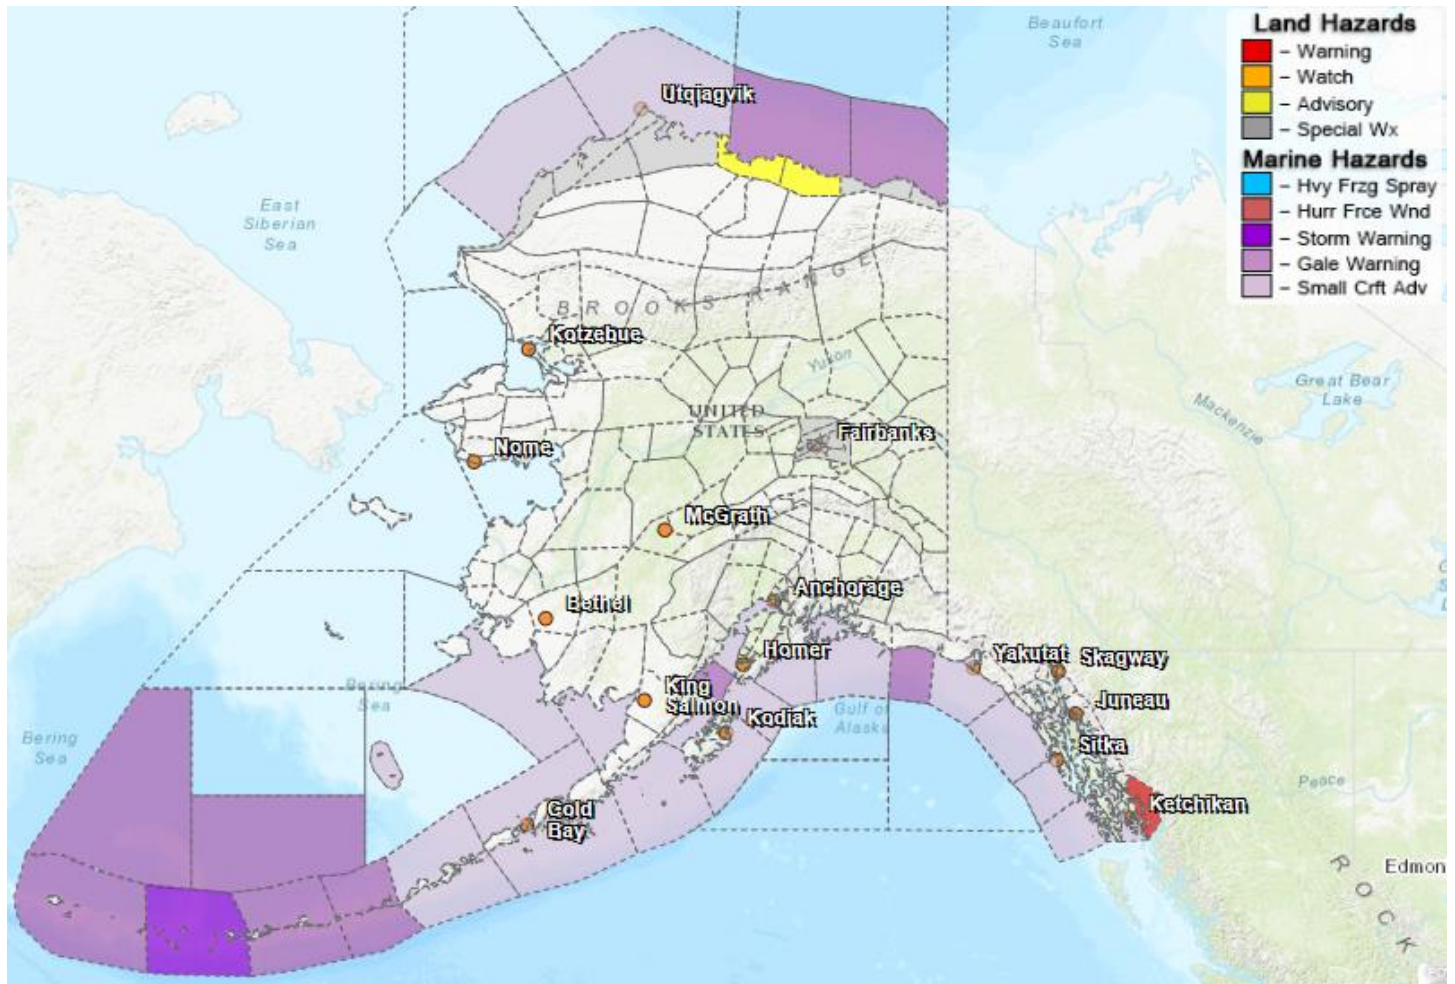 Beaufort
Sea
Land Hazards
– Warning
– Watch
– Advisory
– Special Wx
Marine Hazards
– Hvy Frzg Spray
– Hurr Frce Wnd
– Storm Warning
– Gale Warning
– Small Crft Adv
Utqiagvik
East
Siberian
Sea
BROOKS RANGE
Kotzebue
Yukon
Great Bear
Lake
Mackenzie
UNITED
STATES
Fairbanks
Nome
McGrath
Anchorage
Bethel
Homer
Yakutat
Skagway
King
Salmon
Bering
Sea
Kodiak
Gulf of
Alaska
Juneau
Bering
Sea
Sitka
Peace
Cold
Bay
Ketchikan
Edmon
ROCK